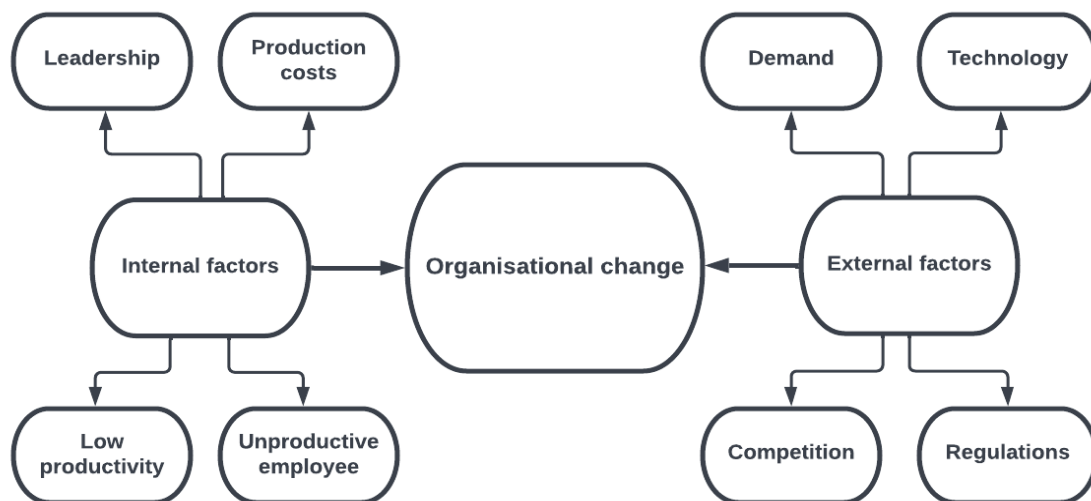 Leadership
Production
costs
Demand
Technology
Internal factors
Organisational change
External factors
Low
productivity
Unproductive
employee
Competition
Regulations